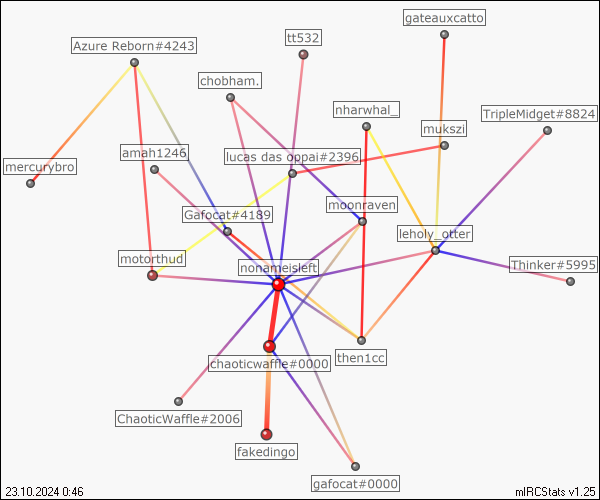 gateauxcatto
tt532
Azure Reborn#4243
chobham.
nharwhal_
TripleMidget#8824
mukszi
amah1246
lucas das oppai#2396
mercurybro
moonraven
Gafocat#4189
leholy_otter
motorthud
nonameisleft
Thinker#5995
then1cc
chaoticwaffle#0000
ChaoticWaffle#2006
fakedingo
gafocat#0000
23.10.2024 0:46
mIRCStats v1.25